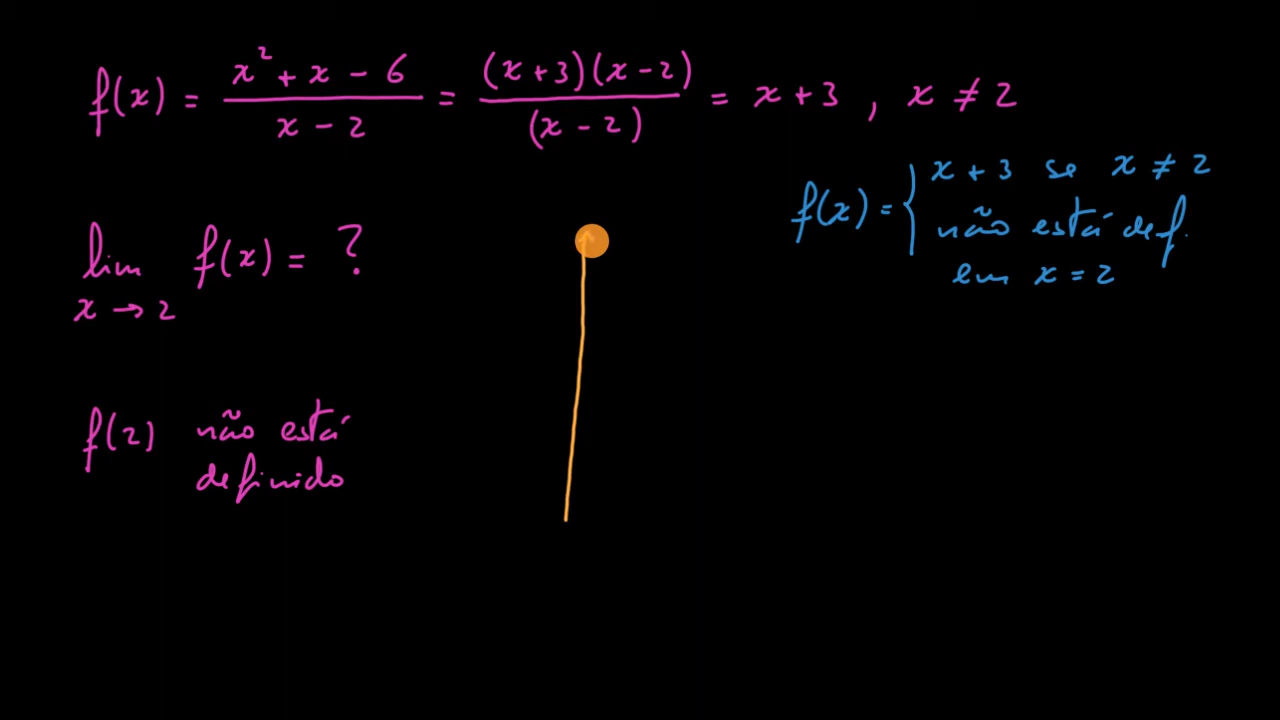 f(x) = x² + x − 6 / x − 2 = (x + 3)(x − 2) / (x − 2) = x + 3 , x ≠ 2
f(x) = { x + 3 se x ≠ 2
não está def.
em x = 2
lim f(x) = ?
x → 2
f(2) não está
definido